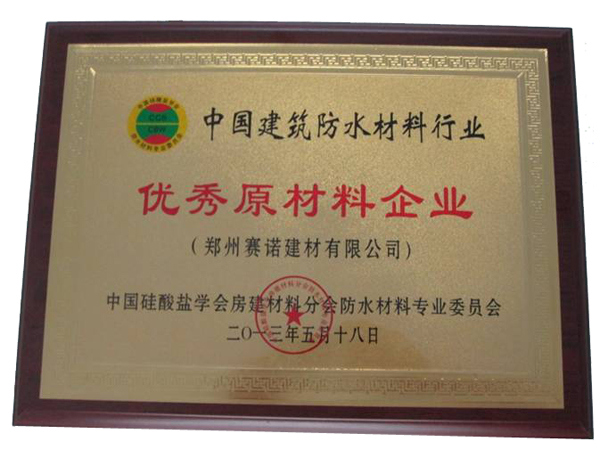 中国建筑防水材料行业
优秀原材料企业
（郑州赛诺建材有限公司）
中国硅酸盐学会房建材料分会防水材料专业委员会
二〇一三年五月十八日
CCS
CBW